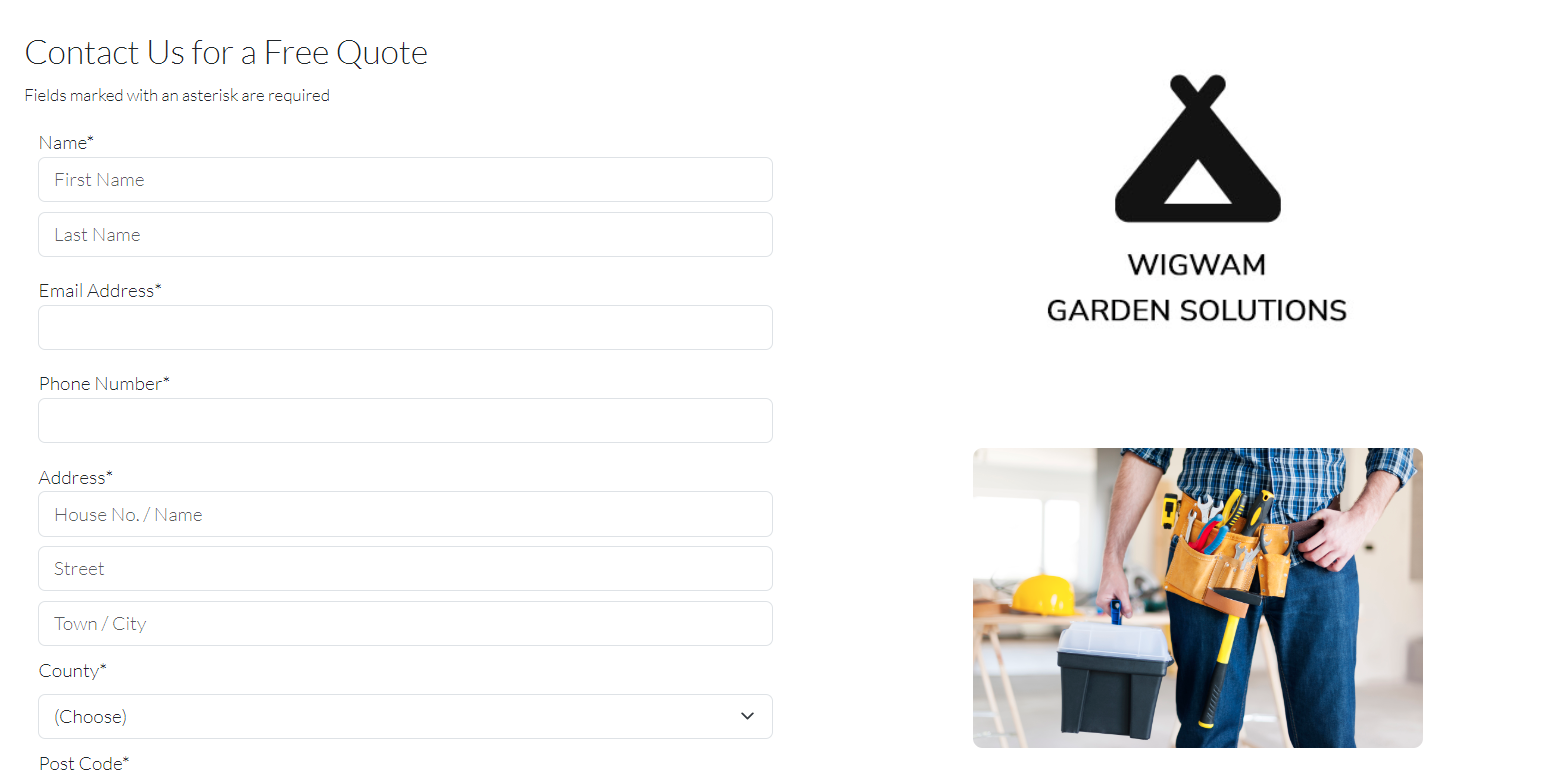 Contact Us for a Free Quote
Fields marked with an asterisk are required
Name*
First Name
Last Name
Email Address*
Phone Number*
Address*
House No. / Name
Street
Town / City
County*
(Choose)
Post Code*
WIGWAM
GARDEN SOLUTIONS